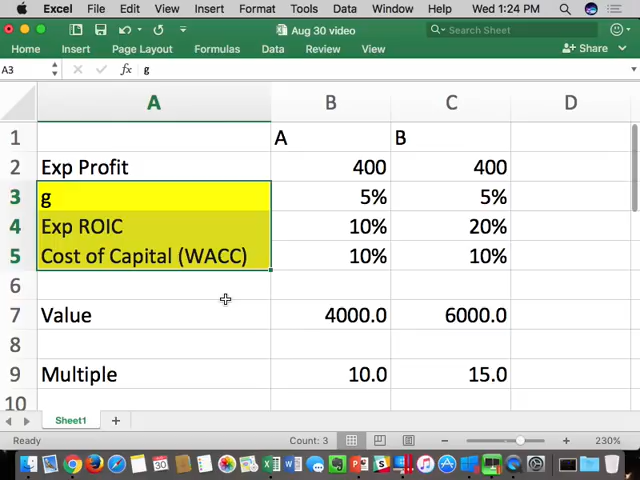 Excel File Edit View Insert Format Tools Data Window Help Wed 1:24 PM
Aug 30 video
Search Sheet
Home Insert Page Layout Formulas Data Review View Share
A3 fx g
A B C D
1 A B
2 Exp Profit 400 400
3 g 5% 5%
4 Exp ROIC 10% 20%
5 Cost of Capital (WACC) 10% 10%
6
7 Value 4000.0 6000.0
8
9 Multiple 10.0 15.0
10
Sheet1 +
Ready Count: 3 230%
30